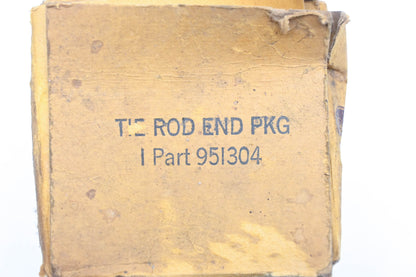 TIE ROD END PKG
1 Part 951304